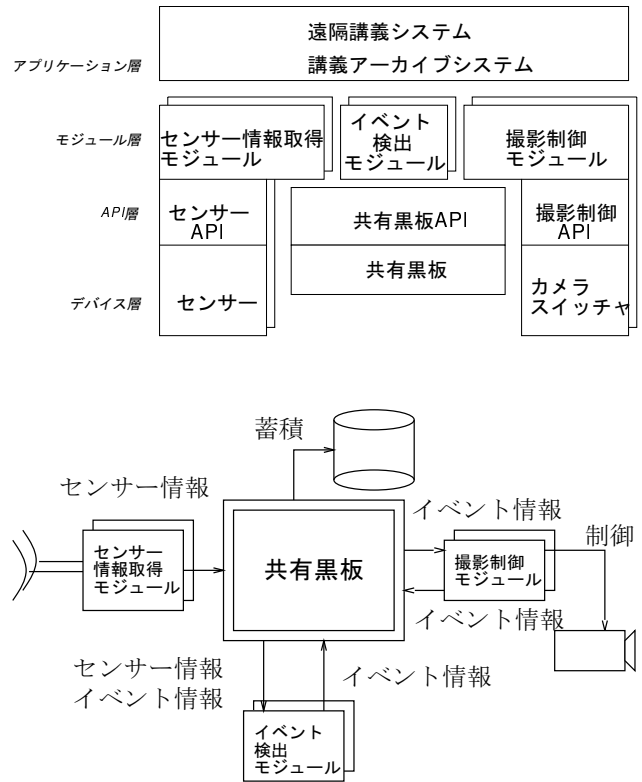 遠隔講義システム
アプリケーション層
講義アーカイブシステム
モジュール層
センサー情報取得
モジュール
イベント
検出
モジュール
撮影制御
モジュール
API層
センサー
API
共有黒板API
撮影制御
API
共有黒板
デバイス層
センサー
カメラ
スイッチャ
蓄積
センサー情報
イベント情報
制御
センサー
情報取得
モジュール
共有黒板
撮影制御
モジュール
イベント情報
センサー情報
イベント情報
イベント情報
イベント
検出
モジュール